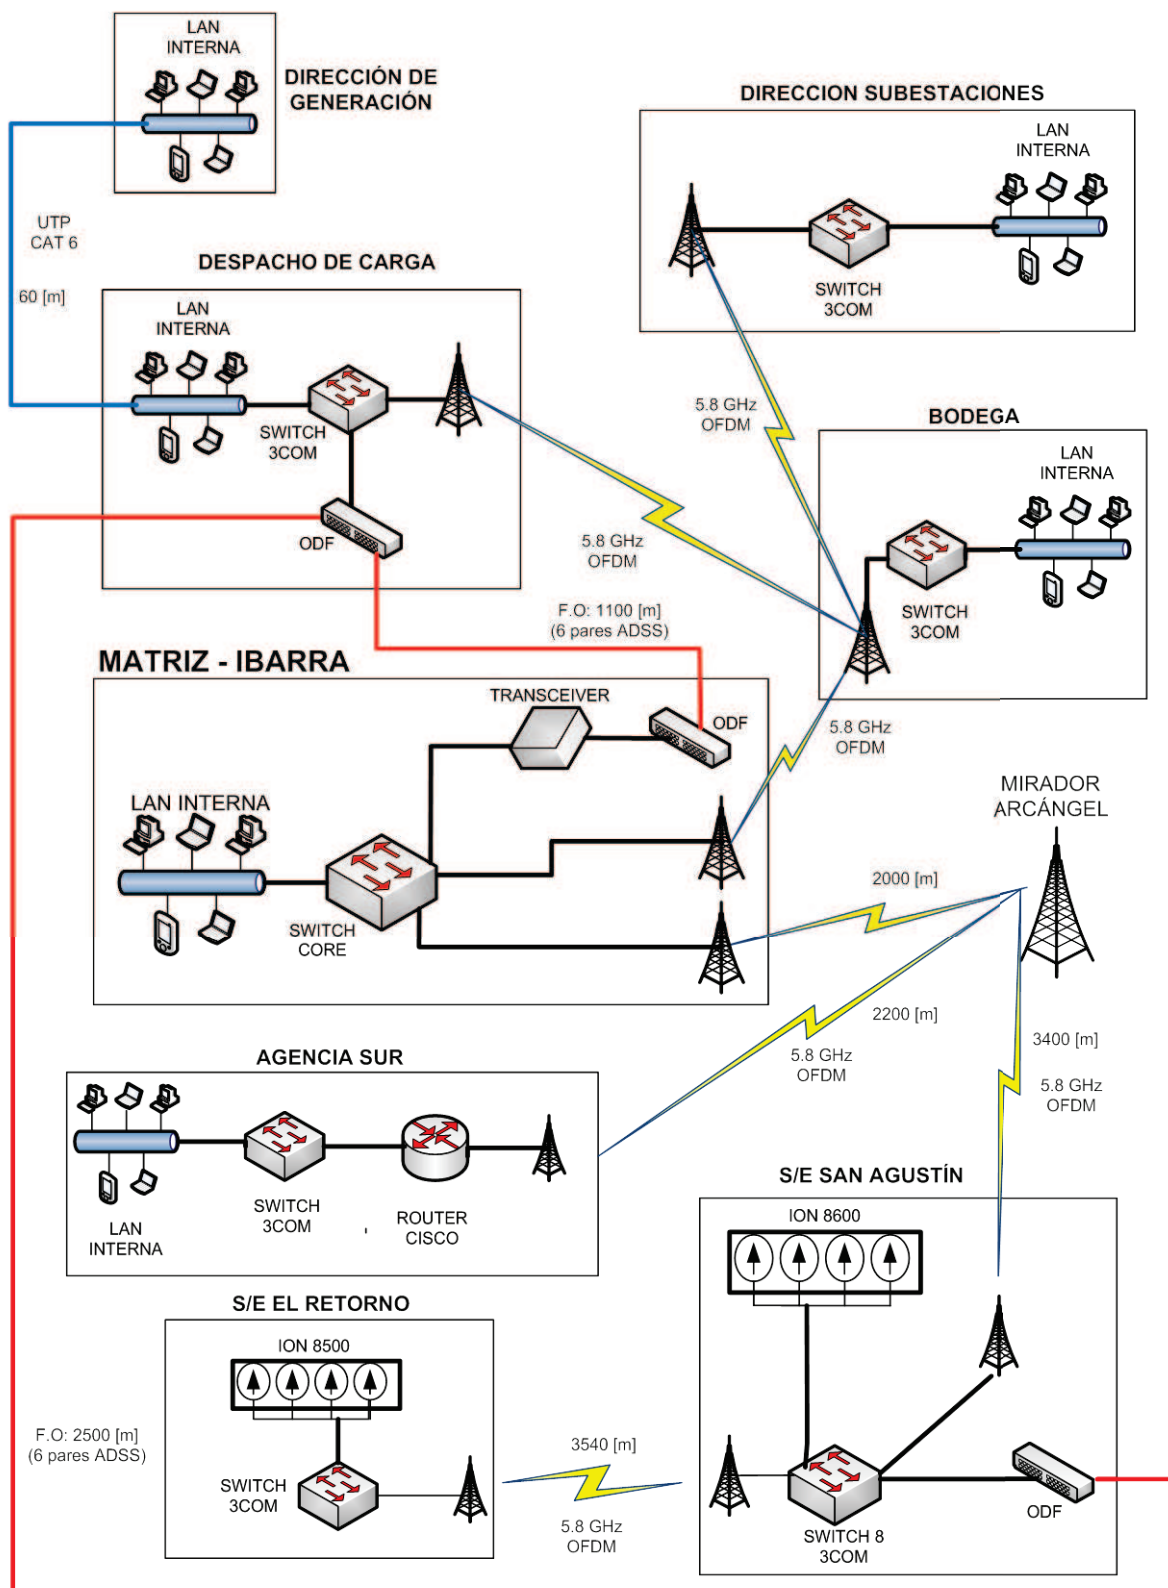 LAN
INTERNA
DIRECCIÓN DE
GENERACIÓN
UTP
CAT 6
60 [m]
DIRECCION SUBESTACIONES
LAN
INTERNA
SWITCH
3COM
DESPACHO DE CARGA
LAN
INTERNA
SWITCH
3COM
ODF
5.8 GHz
OFDM
5.8 GHz
OFDM
BODEGA
LAN
INTERNA
SWITCH
3COM
F.O: 1100 [m]
(6 pares ADSS)
MATRIZ - IBARRA
TRANSCEIVER
ODF
5.8 GHz
OFDM
LAN INTERNA
SWITCH
CORE
MIRADOR
ARCÁNGEL
2000 [m]
2200 [m]
5.8 GHz
OFDM
3400 [m]
5.8 GHz
OFDM
AGENCIA SUR
LAN
INTERNA
SWITCH
3COM
ROUTER
CISCO
S/E SAN AGUSTÍN
ION 8600
SWITCH 8
3COM
ODF
S/E EL RETORNO
ION 8500
SWITCH
3COM
F.O: 2500 [m]
(6 pares ADSS)
3540 [m]
5.8 GHz
OFDM